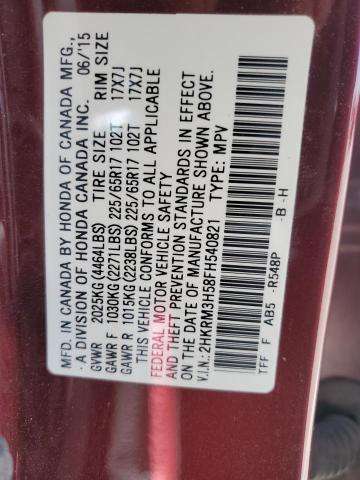 MFD. IN CANADA BY HONDA OF CANADA MFG.,
· A DIVISION OF HONDA CANADA INC. 06/'15
GVWR 2025KG (4464LBS) TIRE SIZE RIM SIZE
GAWR F 1030KG (2271LBS) 225/65R17 102T 17X7J
GAWR R 1015KG (2238LBS) 225/65R17 102T 17X7J
THIS VEHICLE CONFORMS TO ALL APPLICABLE
FEDERAL MOTOR VEHICLE SAFETY
AND THEFT PREVENTION STANDARDS IN EFFECT
ON THE DATE OF MANUFACTURE SHOWN ABOVE.
V.I.N.: 2HKRM3H58FH540821 TYPE: MPV
TFF F AB5 -R548P -B -H